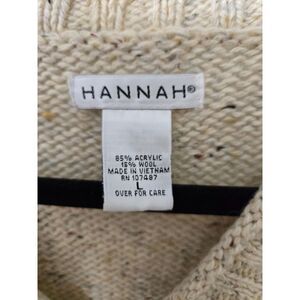 HANNAH®
85% ACRYLIC
15% WOOL
MADE IN VIETNAM
RN 107487
L
OVER FOR CARE